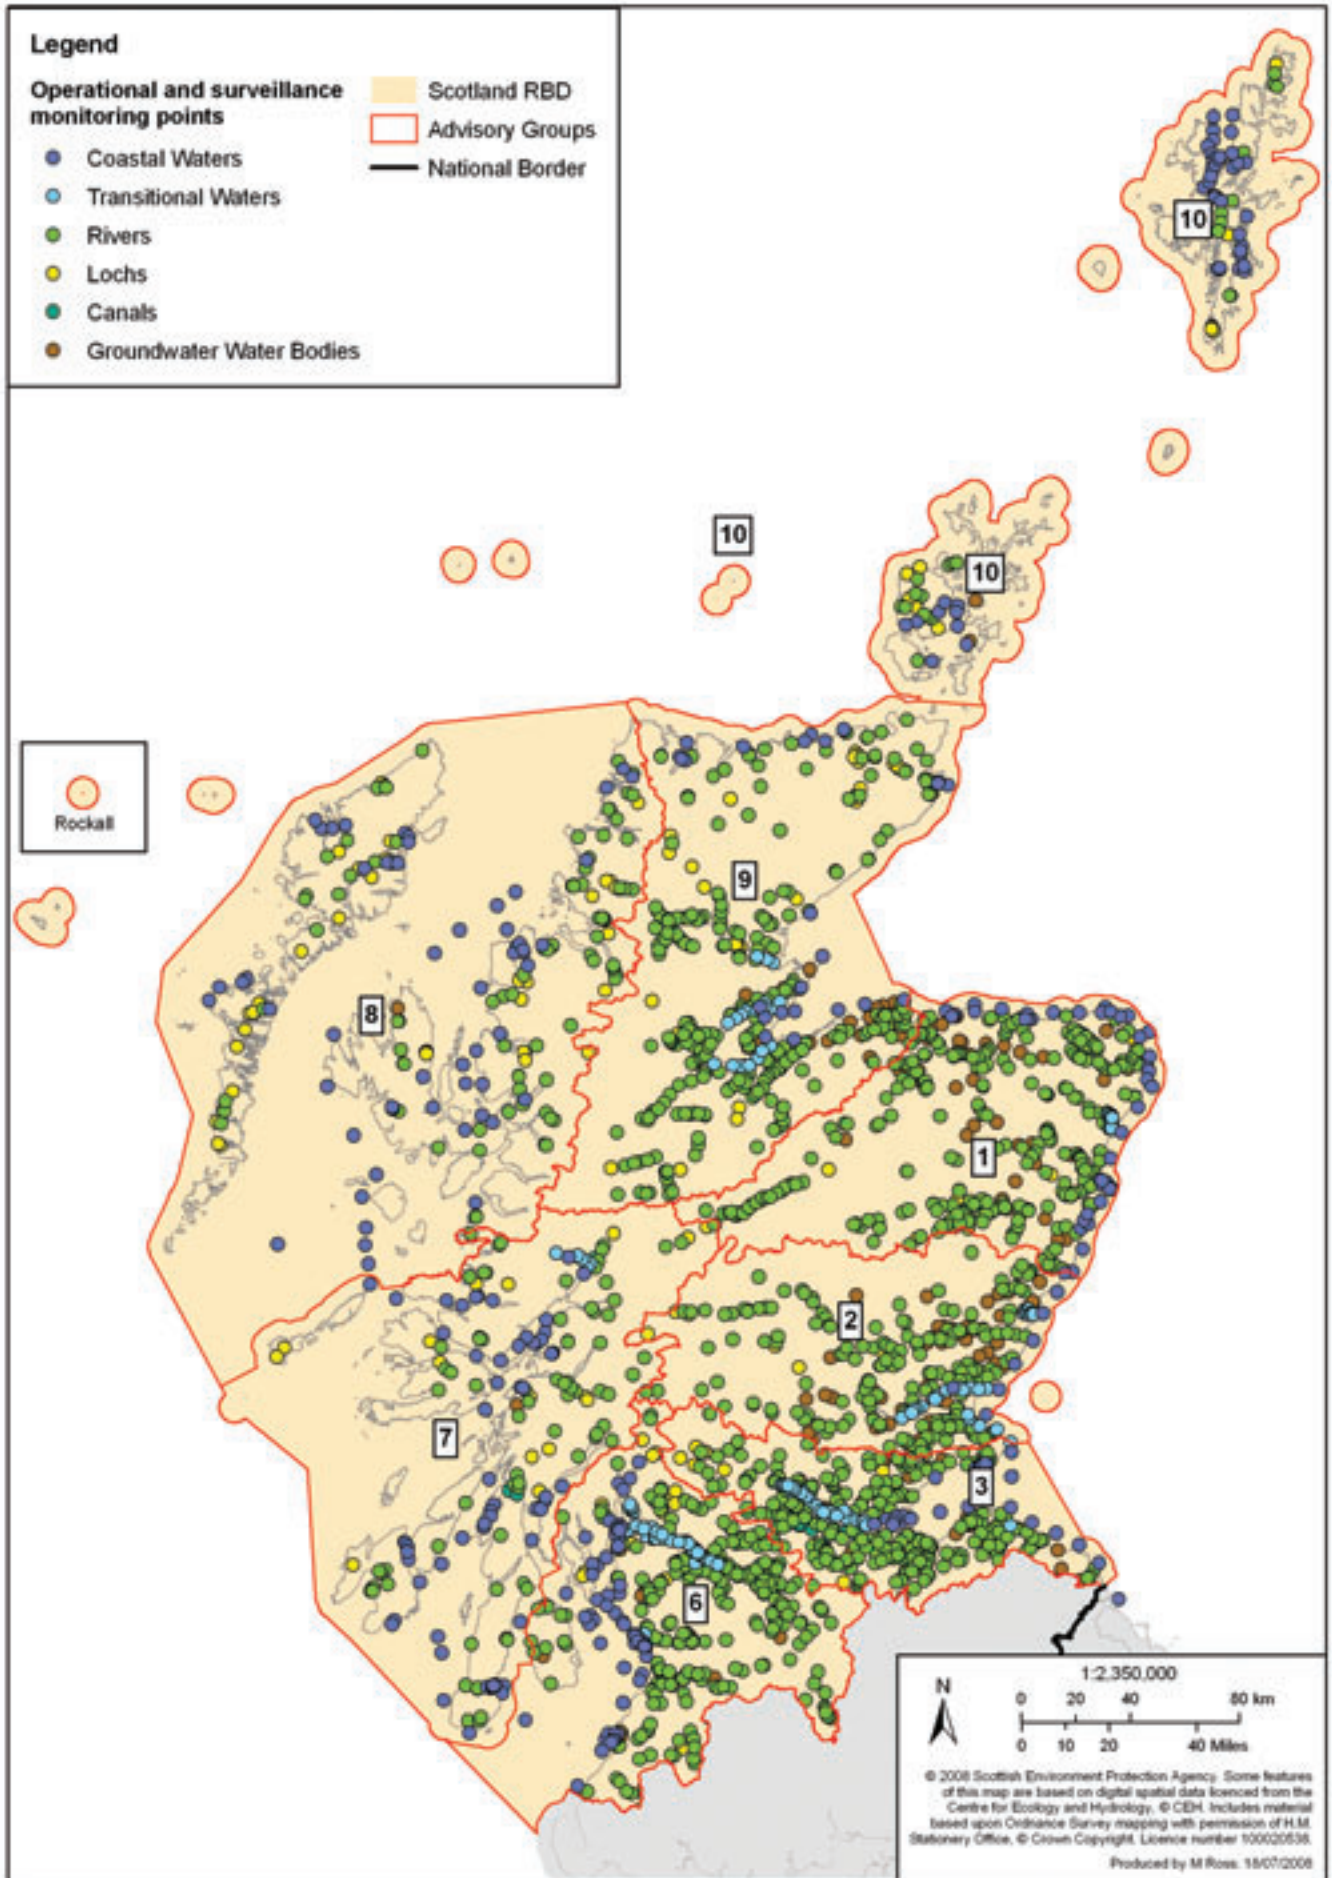 Legend
Operational and surveillance
monitoring points
Coastal Waters
Transitional Waters
Rivers
Lochs
Canals
Groundwater Water Bodies
Scotland RBD
Advisory Groups
National Border
10
10
10
Rockall
9
8
1
2
7
3
6
1:2,350,000
N
0 20 40 80 km
0 10 20 40 Miles
© 2008 Scottish Environment Protection Agency. Some features
of this map are based on digital spatial data licenced from the
Centre for Ecology and Hydrology, © CEH. Includes material
based upon Ordnance Survey mapping with permission of H.M.
Stationery Office, © Crown Copyright. Licence number 100020538.
Produced by M Ross: 18/07/2008